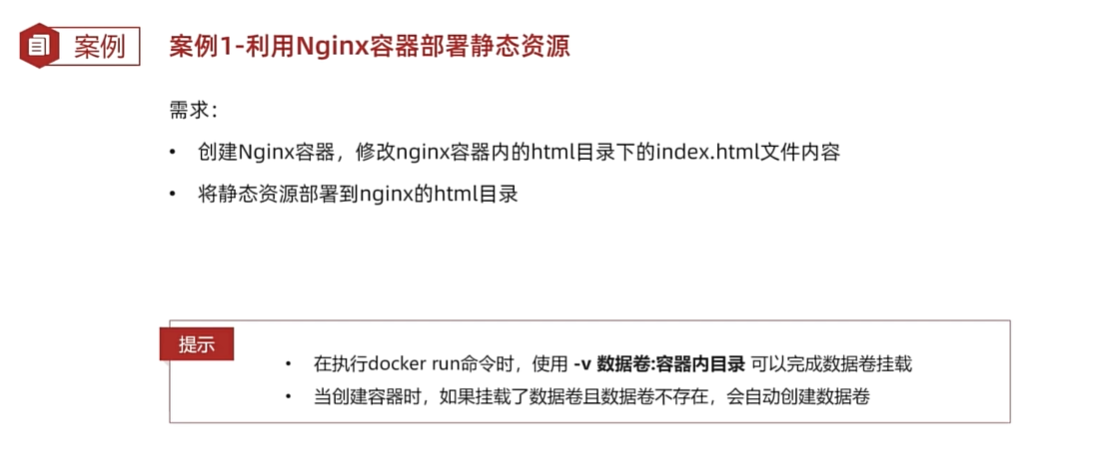 案例
案例1-利用Nginx容器部署静态资源
需求：
• 创建Nginx容器，修改nginx容器内的html目录下的index.html文件内容
• 将静态资源部署到nginx的html目录
提示
• 在执行docker run命令时，使用 -v 数据卷:容器内目录 可以完成数据卷挂载
• 当创建容器时，如果挂载了数据卷且数据卷不存在，会自动创建数据卷